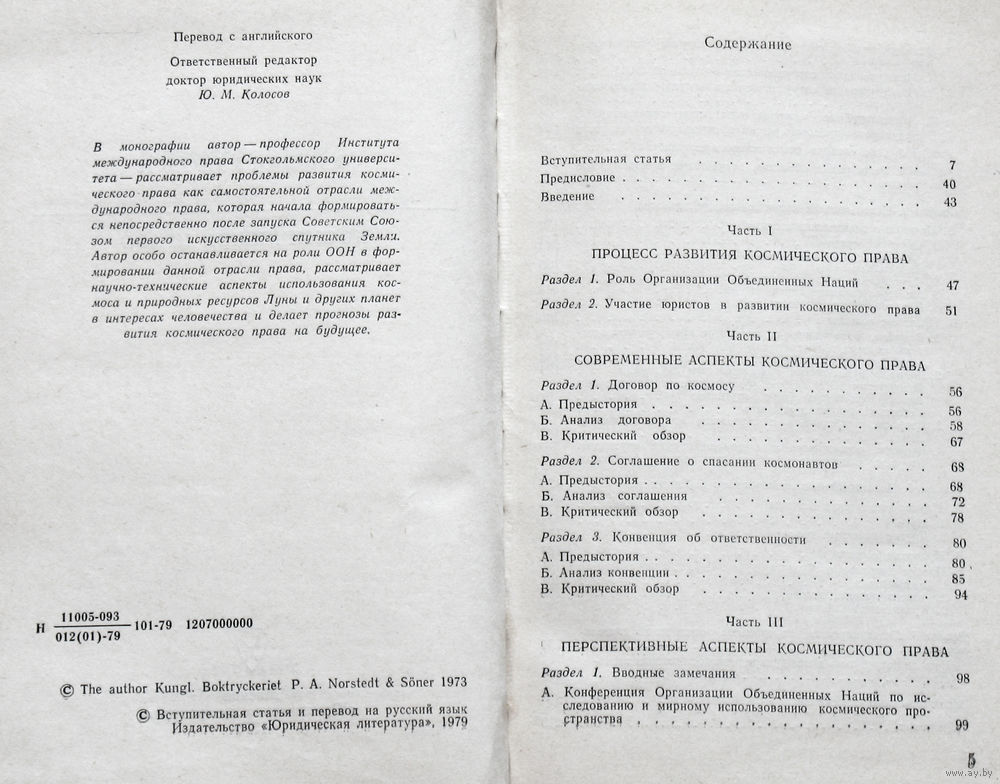 Перевод с английского
Ответственный редактор
доктор юридических наук
Ю. М. Колосов
В монографии автор — профессор Института
международного права Стокгольмского универси-
тета — рассматривает проблемы развития косми-
ческого права как самостоятельной отрасли меж-
дународного права, которая начала формировать-
ся непосредственно после запуска Советским Сою-
зом первого искусственного спутника Земли.
Автор особо останавливается на роли ООН в фор-
мировании данной отрасли права, рассматривает
научно-технические аспекты использования кос-
моса и природных ресурсов Луны и других планет
в интересах человечества и делает прогнозы раз-
вития космического права на будущее.
Н 11005-093
012(01)-79 101-79 1207000000
© The author Kungl. Boktryckeriet P. A. Norstedt & Söner 1973
© Вступительная статья и перевод на русский язык
Издательство «Юридическая литература», 1979
Содержание
Вступительная статья . . . . . . . . . . . . 7
Предисловие . . . . . . . . . . . . . . . 40
Введение . . . . . . . . . . . . . . . 43
Часть I
ПРОЦЕСС РАЗВИТИЯ КОСМИЧЕСКОГО ПРАВА
Раздел 1. Роль Организации Объединенных Наций . . . 47
Раздел 2. Участие юристов в развитии космического права 51
Часть II
СОВРЕМЕННЫЕ АСПЕКТЫ КОСМИЧЕСКОГО ПРАВА
Раздел 1. Договор по космосу . . . . . . . . . . 56
А. Предыстория . . . . . . . . . . . . . . 56
Б. Анализ договора . . . . . . . . . . . . 58
В. Критический обзор . . . . . . . . . . . 67
Раздел 2. Соглашение о спасании космонавтов . . . . . 68
А. Предыстория . . . . . . . . . . . . . . 68
Б. Анализ соглашения . . . . . . . . . . . 72
В. Критический обзор . . . . . . . . . . . 78
Раздел 3. Конвенция об ответственности . . . . . . 80
А. Предыстория . . . . . . . . . . . . . . 80
Б. Анализ конвенции . . . . . . . . . . . . 85
В. Критический обзор . . . . . . . . . . . 94
Часть III
ПЕРСПЕКТИВНЫЕ АСПЕКТЫ КОСМИЧЕСКОГО ПРАВА
Раздел 1. Вводные замечания . . . . . . . . . . 98
А. Конференция Организации Объединенных Наций по ис-
следованию и мирному использованию космического про-
странства . . . . . . . . . . . . . . . 99
5
www.ay.by